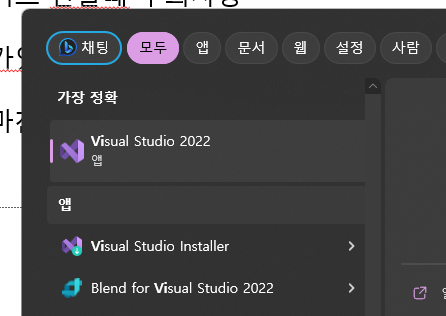 채팅
모두
앱
문서
웹
설정
사람
가장 정확
Visual Studio 2022
앱
앱
Visual Studio Installer
Blend for Visual Studio 2022